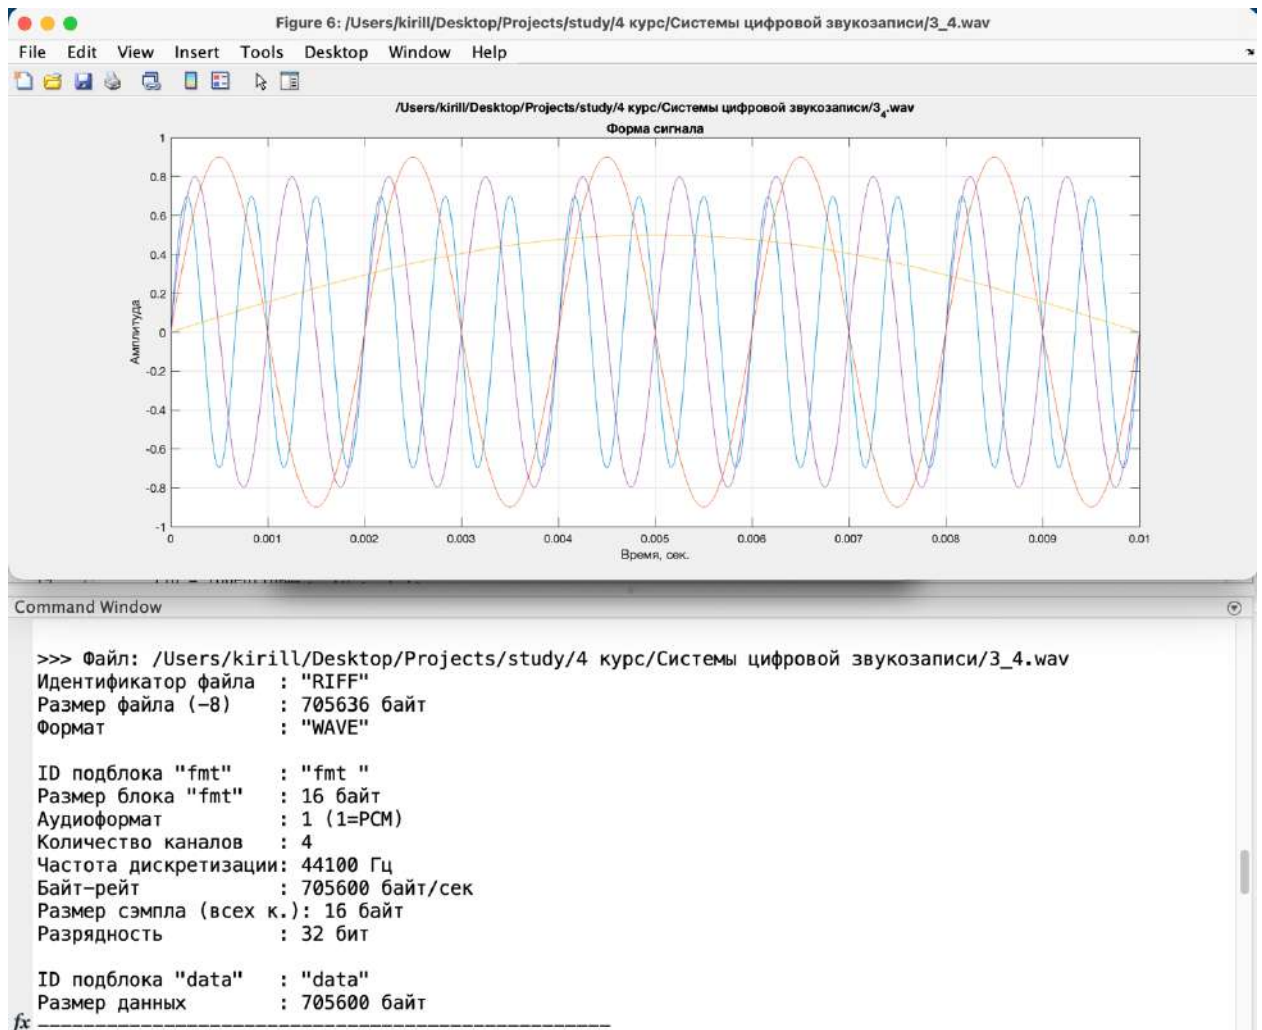 Figure 6: /Users/kirill/Desktop/Projects/study/4 курс/Системы цифровой звукозаписи/3_4.wav
File Edit View Insert Tools Desktop Window Help
/Users/kirill/Desktop/Projects/study/4 курс/Системы цифровой звукозаписи/3_4.wav
Форма сигнала
1
0.8
0.6
0.4
0.2
0
-0.2
-0.4
-0.6
-0.8
-1
Амплитуда
0 0.001 0.002 0.003 0.004 0.005 0.006 0.007 0.008 0.009 0.01
Время, сек.
Command Window
>>> Файл: /Users/kirill/Desktop/Projects/study/4 курс/Системы цифровой звукозаписи/3_4.wav
Идентификатор файла : "RIFF"
Размер файла (-8) : 705636 байт
Формат : "WAVE"
ID подблока "fmt" : "fmt "
Размер блока "fmt" : 16 байт
Аудиоформат : 1 (1=PCM)
Количество каналов : 4
Частота дискретизации: 44100 Гц
Байт-рейт : 705600 байт/сек
Размер сэмпла (всех к.): 16 байт
Разрядность : 32 бит
ID подблока "data" : "data"
Размер данных : 705600 байт
fx --------------------------------------------------